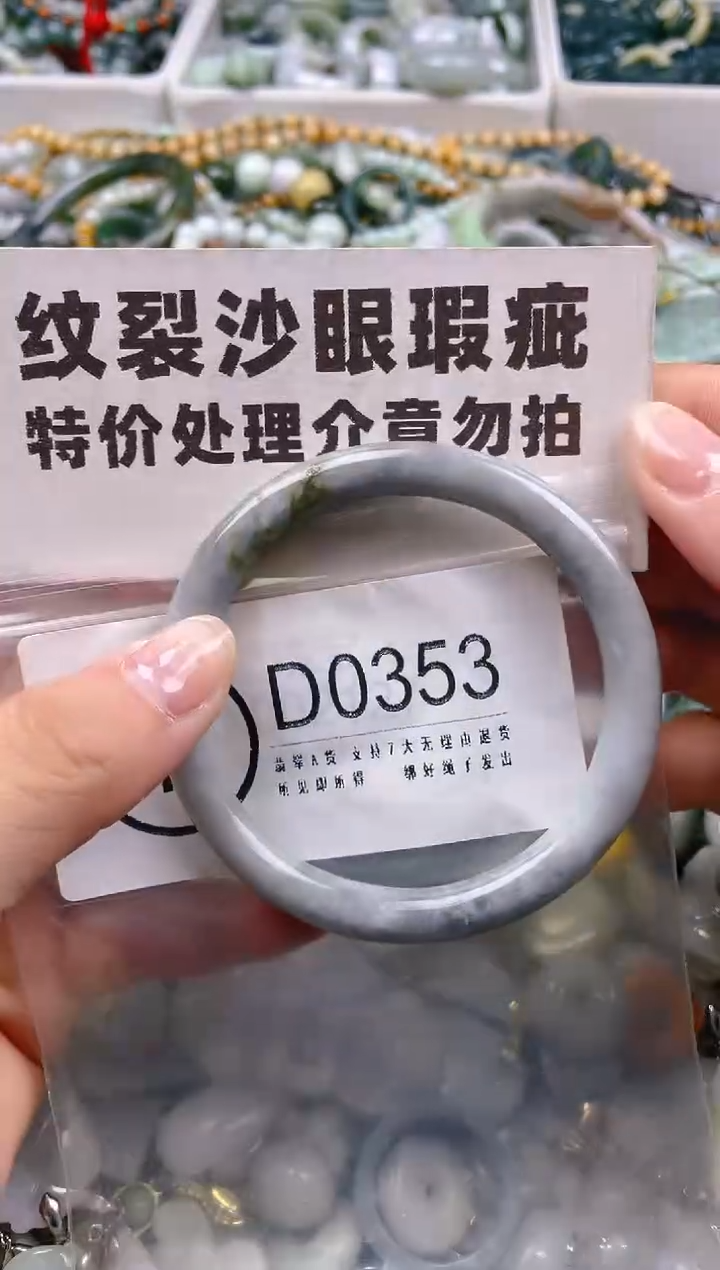 纹裂沙眼瑕疵
特价处理介意勿拍
D0353
翡翠A货 支持7天无理由退货
所见即所得 绑好绳子发出